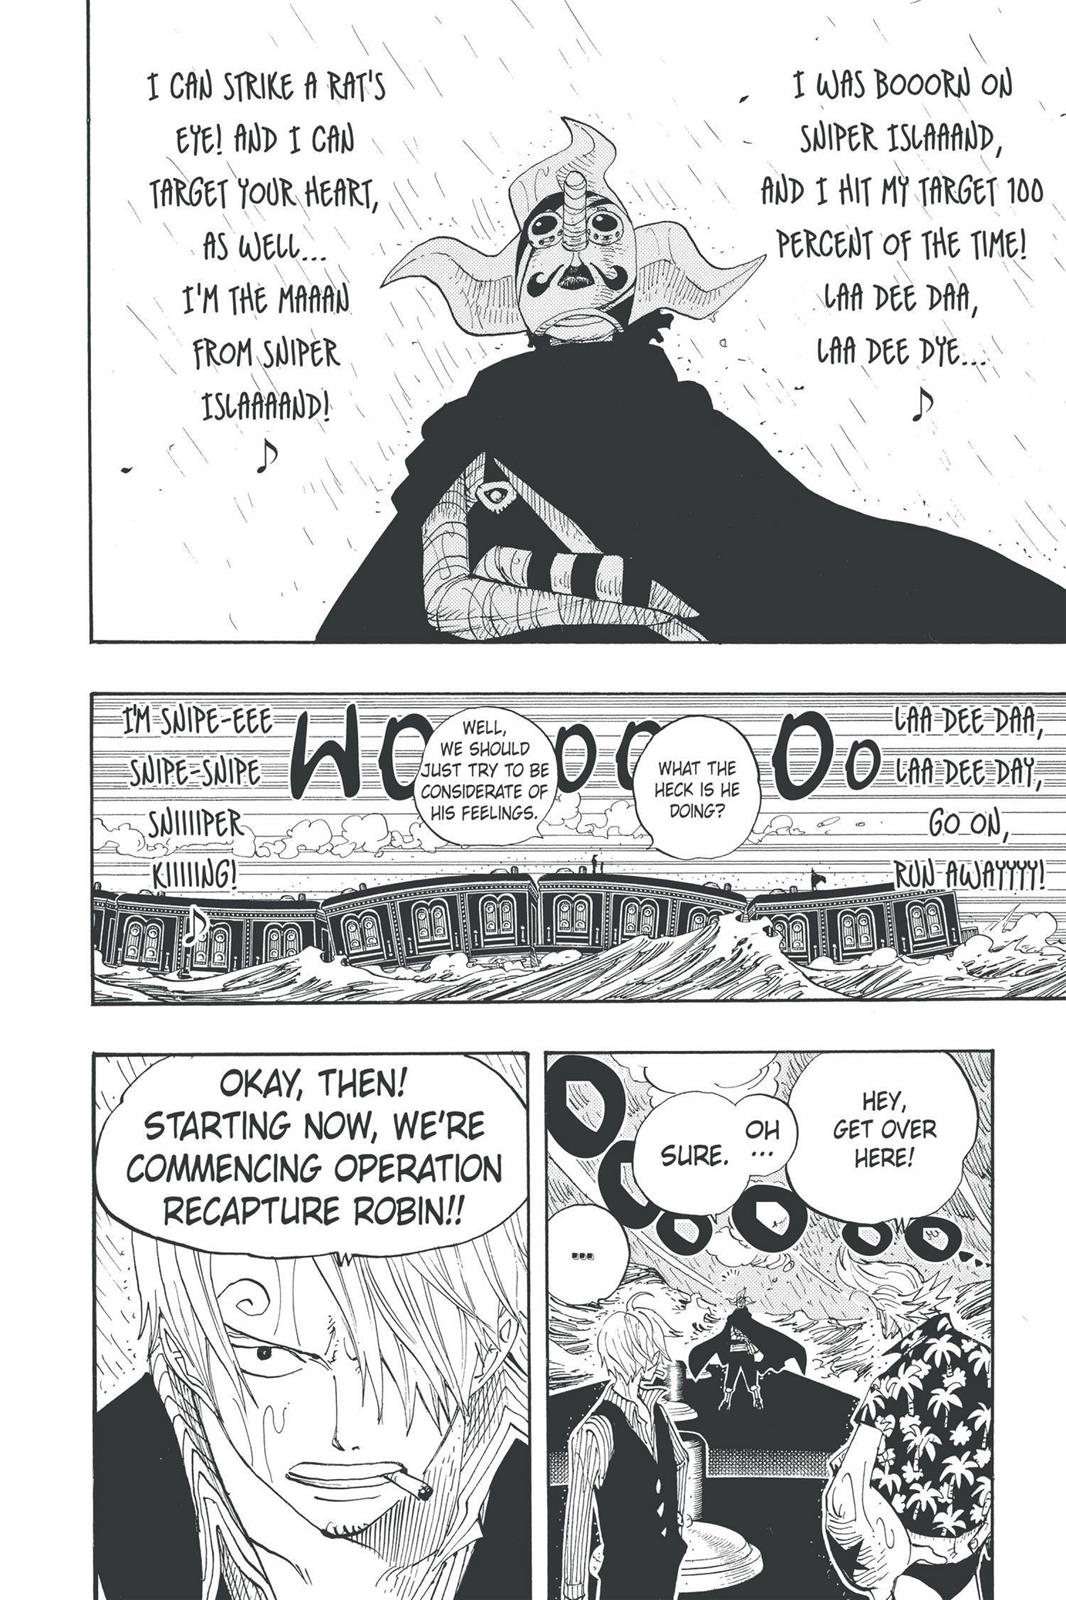 I WAS BOOORN ON
SNIPER ISLAAAND,
AND I HIT MY TARGET 100
PERCENT OF THE TIME!
LAA DEE DAA,
LAA DEE DYE...
I CAN STRIKE A RAT'S
EYE! AND I CAN
TARGET YOUR HEART,
AS WELL...
I'M THE MAAAN
FROM SNIPER
ISLAAAAND!
LAA DEE DAA,
LAA DEE DAY,
GO ON,
RUN AWAYYYY!
WHAT THE
HECK IS HE
DOING?
WELL,
WE SHOULD
JUST TRY TO BE
CONSIDERATE OF
HIS FEELINGS.
I'M SNIPE-EEE
SNIPE-SNIPE
SNIIIIPER
KIIIIING!
HEY,
GET OVER
HERE!
OH
...
SURE.
...
OKAY, THEN!
STARTING NOW, WE'RE
COMMENCING OPERATION
RECAPTURE ROBIN!!